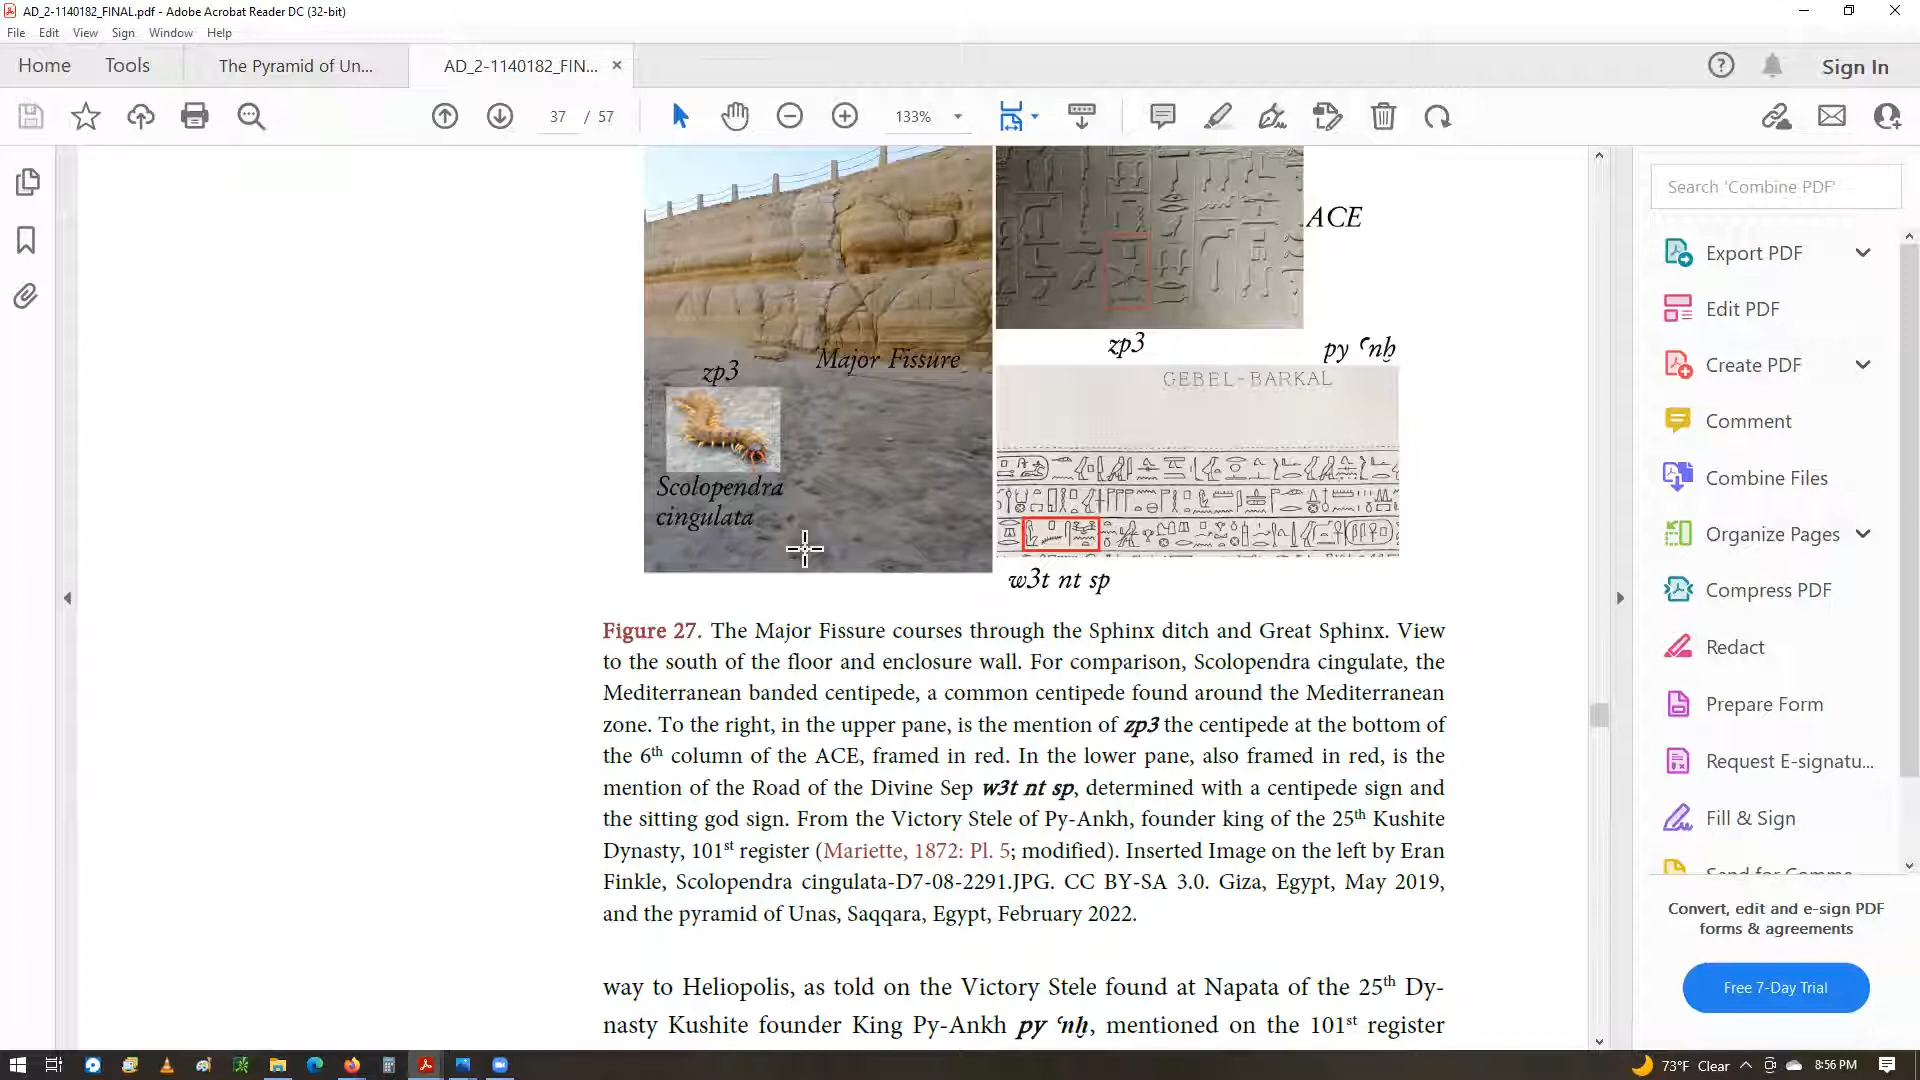 AD_2-1140182_FINAL.pdf - Adobe Acrobat Reader DC (32-bit)
File Edit View Sign Window Help
Home Tools The Pyramid of Un... AD_2-1140182_FIN... × Sign In
37 / 57 133%
ACE
zp3
Major Fissure
py ꜥnḫ
zp3
GEBEL-BARKAL
Scolopendra
cingulata
w3t nt sp
Figure 27. The Major Fissure courses through the Sphinx ditch and Great Sphinx. View
to the south of the floor and enclosure wall. For comparison, Scolopendra cingulate, the
Mediterranean banded centipede, a common centipede found around the Mediterranean
zone. To the right, in the upper pane, is the mention of zp3 the centipede at the bottom of
the 6th column of the ACE, framed in red. In the lower pane, also framed in red, is the
mention of the Road of the Divine Sep w3t nt sp, determined with a centipede sign and
the sitting god sign. From the Victory Stele of Py-Ankh, founder king of the 25th Kushite
Dynasty, 101st register (Mariette, 1872: Pl. 5; modified). Inserted Image on the left by Eran
Finkle, Scolopendra cingulata-D7-08-2291.JPG. CC BY-SA 3.0. Giza, Egypt, May 2019,
and the pyramid of Unas, Saqqara, Egypt, February 2022.
way to Heliopolis, as told on the Victory Stele found at Napata of the 25th Dy-
nasty Kushite founder King Py-Ankh py ꜥnḫ, mentioned on the 101st register
Search 'Combine PDF'
Export PDF
Edit PDF
Create PDF
Comment
Combine Files
Organize Pages
Compress PDF
Redact
Prepare Form
Request E-signatu...
Fill & Sign
Convert, edit and e-sign PDF
forms & agreements
Free 7-Day Trial
73°F Clear 8:56 PM